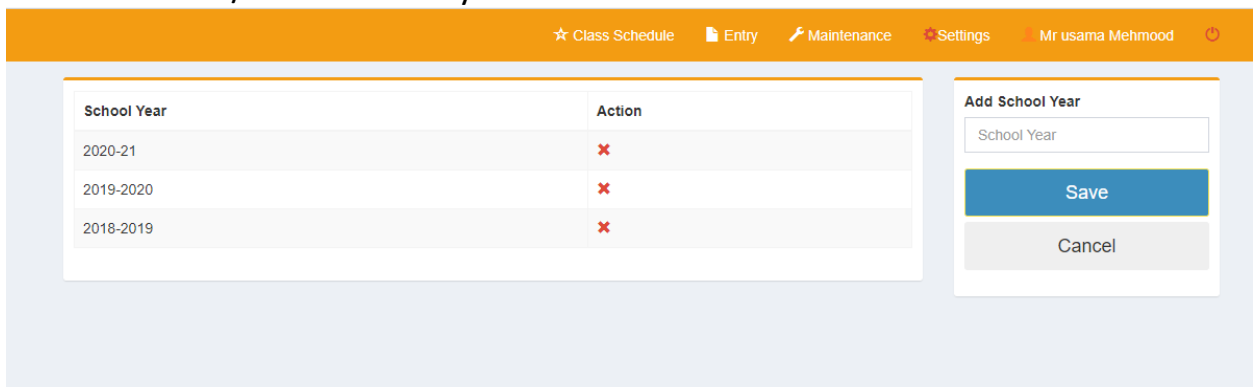 Class Schedule Entry Maintenance Settings Mr usama Mehmood
School Year Action
2020-21
2019-2020
2018-2019
Add School Year
School Year
Save
Cancel